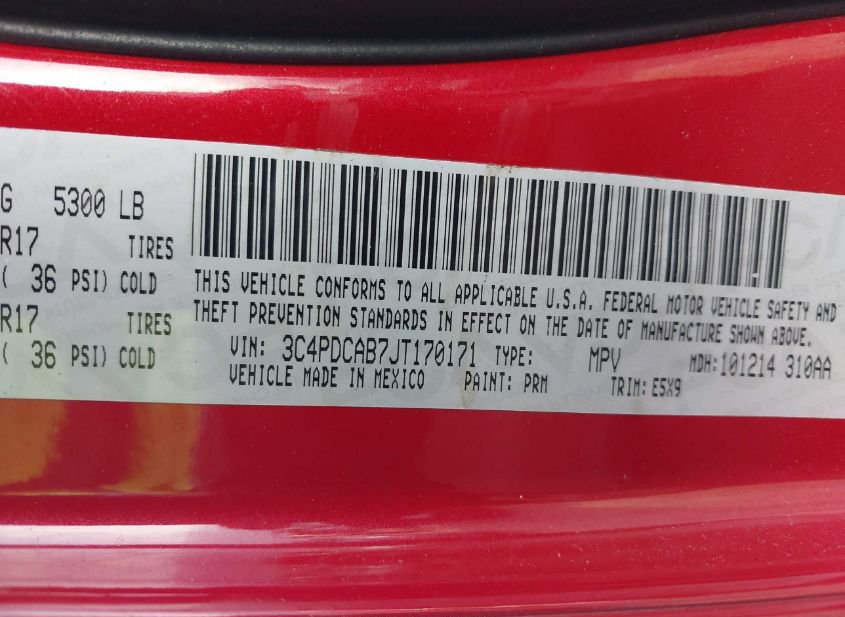 G 5300 LB
R17 TIRES
( 36 PSI) COLD
R17 TIRES
( 36 PSI) COLD
THIS VEHICLE CONFORMS TO ALL APPLICABLE U.S.A. FEDERAL MOTOR VEHICLE SAFETY AND
THEFT PREVENTION STANDARDS IN EFFECT ON THE DATE OF MANUFACTURE SHOWN ABOVE.
VIN: 3C4PDCAB7JT170171 TYPE: MPV MDH:101214 310AA
VEHICLE MADE IN MEXICO PAINT: PRM TRIM: E5X9